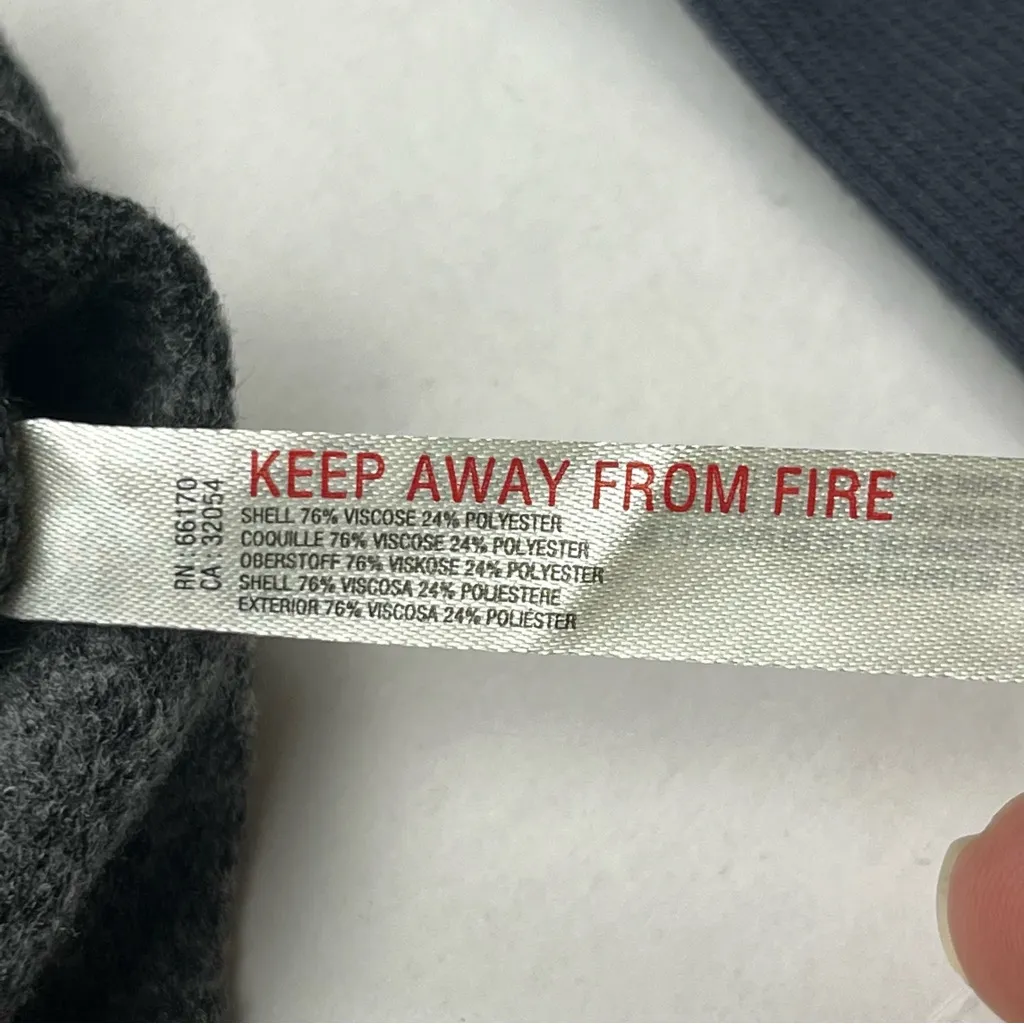 KEEP AWAY FROM FIRE
RN : 66170
CA : 32054
SHELL 76% VISCOSE 24% POLYESTER
COQUILLE 76% VISCOSE 24% POLYESTER
OBERSTOFF 76% VISKOSE 24% POLYESTER
SHELL 76% VISCOSA 24% POLIESTERE
EXTERIOR 76% VISCOSA 24% POLIÉSTER